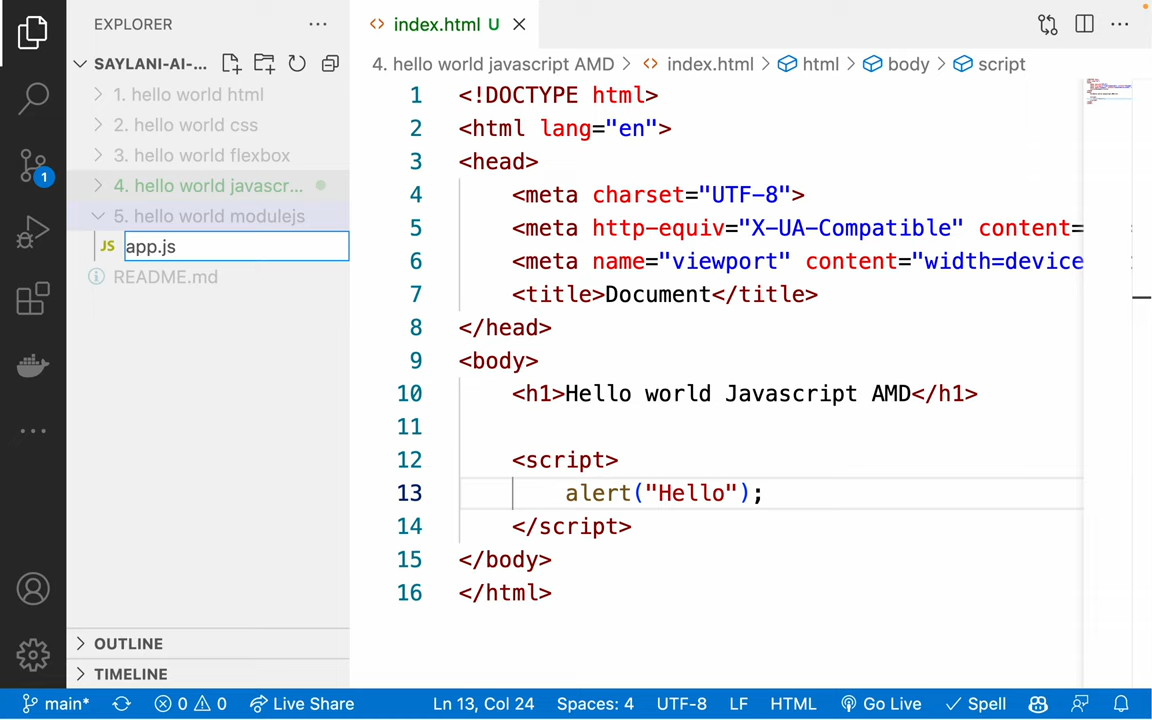 EXPLORER
index.html U
SAYLANI-AI-...
4. hello world javascript AMD > index.html > html > body > script
1. hello world html
2. hello world css
3. hello world flexbox
4. hello world javascr...
5. hello world modulejs
JS app.js
README.md
1
1 <!DOCTYPE html>
2 <html lang="en">
3 <head>
4 <meta charset="UTF-8">
5 <meta http-equiv="X-UA-Compatible" content=
6 <meta name="viewport" content="width=device
7 <title>Document</title>
8 </head>
9 <body>
10 <h1>Hello world Javascript AMD</h1>
11
12 <script>
13 alert("Hello");
14 </script>
15 </body>
16 </html>
OUTLINE
TIMELINE
main* 0 0 Live Share Ln 13, Col 24 Spaces: 4 UTF-8 LF HTML Go Live Spell